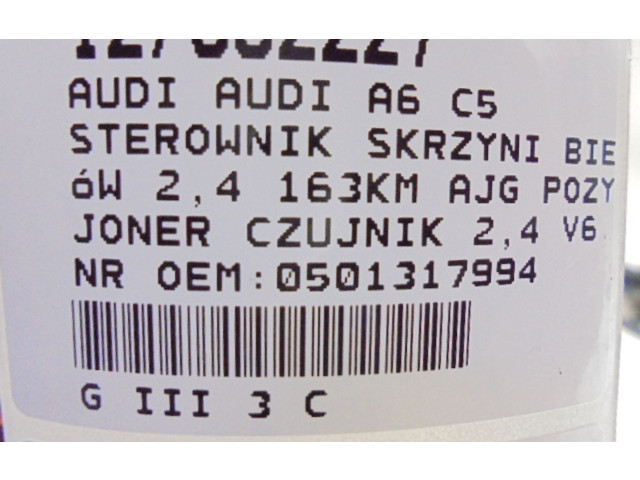 AUDI AUDI A6 C5
STEROWNIK SKRZYNI BIE
óW 2,4 163KM AJG POZY
JONER CZUJNIK 2,4 V6
NR OEM:0501317994
G III 3 C